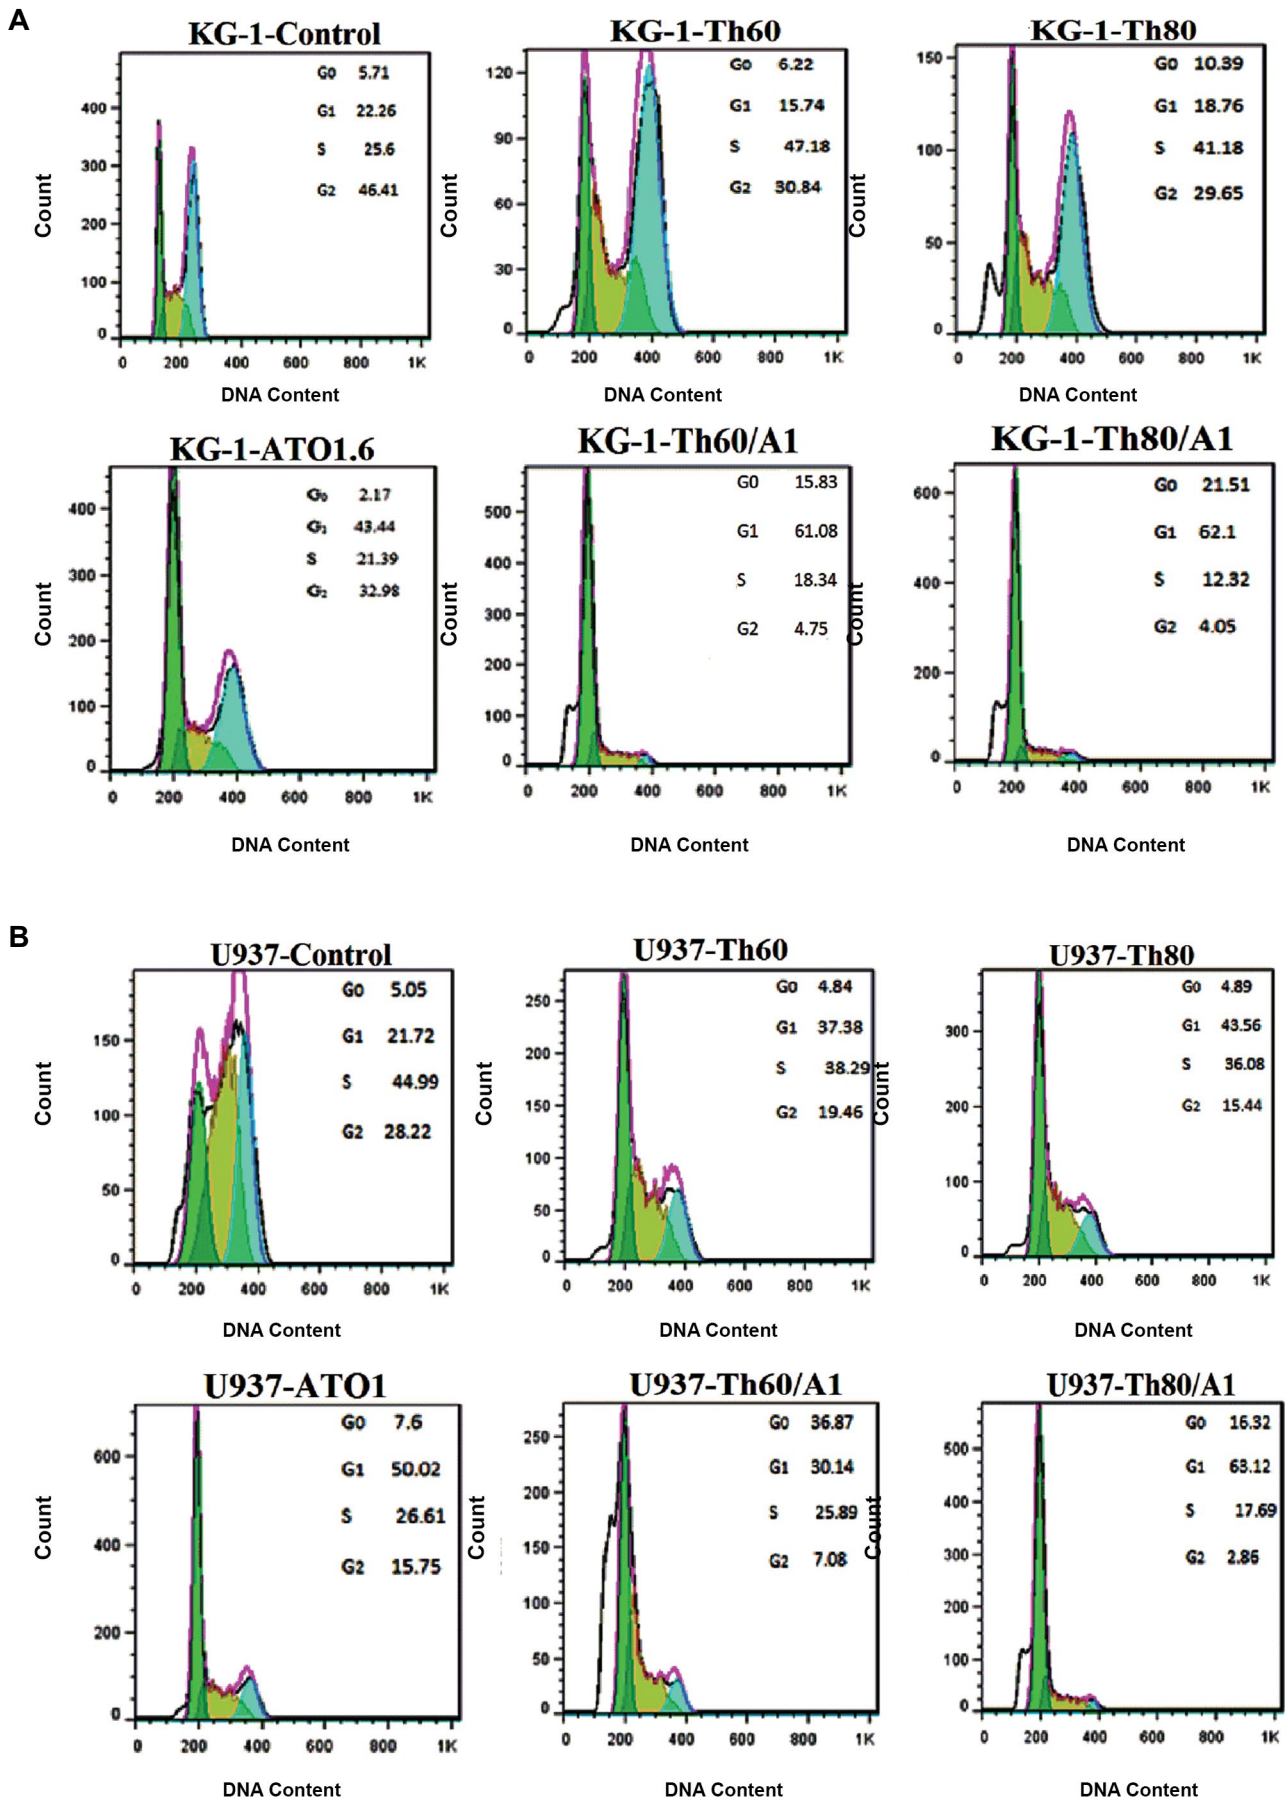 A
KG-1-Control
G0 5.71
G1 22.26
S 25.6
G2 46.41
400
300
200
100
0
0 200 400 600 800 1K
Count
DNA Content
KG-1-Th60
G0 6.22
G1 15.74
S 47.18
G2 30.84
120
90
60
30
0
0 200 400 600 800 1K
Count
DNA Content
KG-1-Th80
G0 10.39
G1 18.76
S 41.18
G2 29.65
150
100
50
0
0 200 400 600 800 1K
Count
DNA Content
KG-1-ATO1.6
G0 2.17
G1 43.44
S 21.39
G2 32.98
400
300
200
100
0
0 200 400 600 800 1K
Count
DNA Content
KG-1-Th60/A1
G0 15.83
G1 61.08
S 18.34
G2 4.75
500
400
300
200
100
0
0 200 400 600 800 1K
Count
DNA Content
KG-1-Th80/A1
G0 21.51
G1 62.1
S 12.32
G2 4.05
600
400
200
0
0 200 400 600 800 1K
Count
DNA Content
B
U937-Control
G0 5.05
G1 21.72
S 44.99
G2 28.22
150
100
50
0
0 200 400 600 800 1K
Count
DNA Content
U937-Th60
G0 4.84
G1 37.38
S 38.29
G2 19.46
250
200
150
100
50
0
0 200 400 600 800 1K
Count
DNA Content
U937-Th80
G0 4.89
G1 43.56
S 36.08
G2 15.44
300
200
100
0
0 200 400 600 800 1K
Count
DNA Content
U937-ATO1
G0 7.6
G1 50.02
S 26.61
G2 15.75
600
400
200
0
0 200 400 600 800 1K
Count
DNA Content
U937-Th60/A1
G0 36.87
G1 30.14
S 25.89
G2 7.08
250
200
150
100
50
0
0 200 400 600 800 1K
Count
DNA Content
U937-Th80/A1
G0 16.32
G1 63.12
S 17.69
G2 2.86
500
400
300
200
100
0
0 200 400 600 800 1K
Count
DNA Content